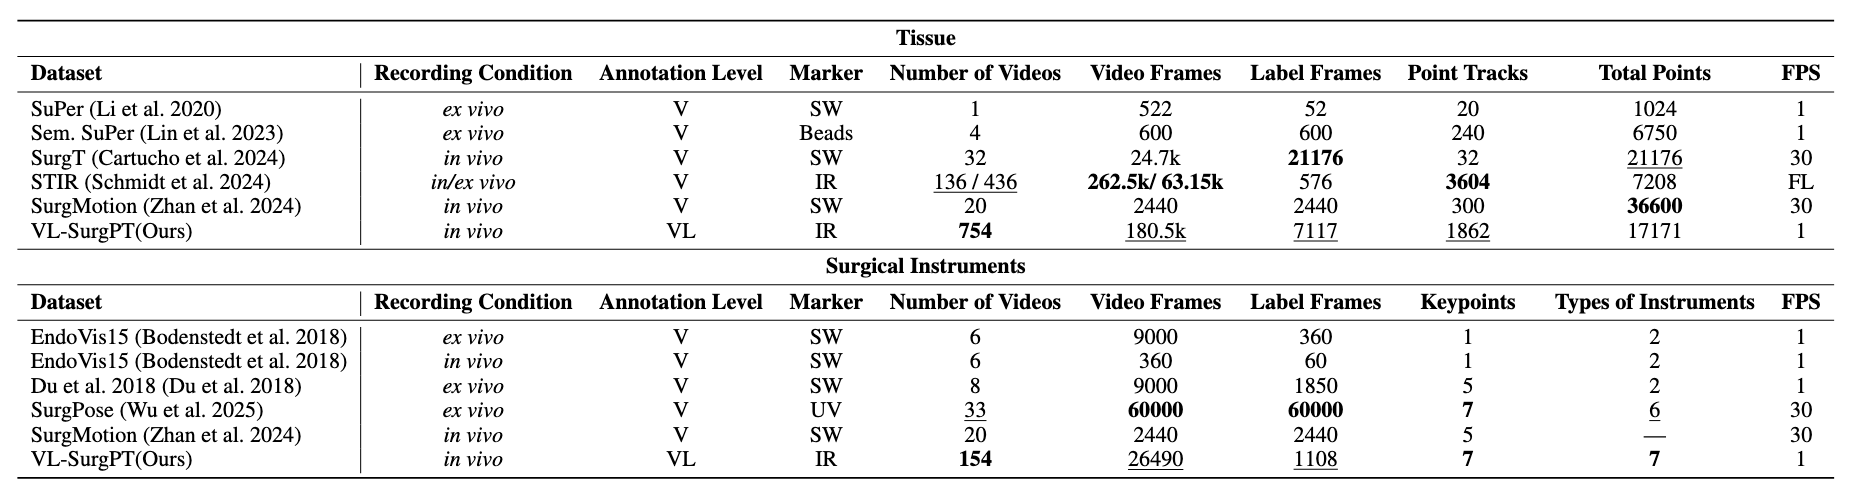 Tissue
Dataset Recording Condition Annotation Level Marker Number of Videos Video Frames Label Frames Point Tracks Total Points FPS
SuPer (Li et al. 2020) ex vivo V SW 1 522 52 20 1024 1
Sem. SuPer (Lin et al. 2023) ex vivo V Beads 4 600 600 240 6750 1
SurgT (Cartucho et al. 2024) in vivo V SW 32 24.7k 21176 32 21176 30
STIR (Schmidt et al. 2024) in/ex vivo V IR 136 / 436 262.5k/ 63.15k 576 3604 7208 FL
SurgMotion (Zhan et al. 2024) in vivo V SW 20 2440 2440 300 36600 30
VL-SurgPT(Ours) in vivo VL IR 754 180.5k 7117 1862 17171 1
Surgical Instruments
Dataset Recording Condition Annotation Level Marker Number of Videos Video Frames Label Frames Keypoints Types of Instruments FPS
EndoVis15 (Bodenstedt et al. 2018) ex vivo V SW 6 9000 360 1 2 1
EndoVis15 (Bodenstedt et al. 2018) in vivo V SW 6 360 60 1 2 1
Du et al. 2018 (Du et al. 2018) ex vivo V SW 8 9000 1850 5 2 1
SurgPose (Wu et al. 2025) ex vivo V UV 33 60000 60000 7 6 30
SurgMotion (Zhan et al. 2024) in vivo V SW 20 2440 2440 5 — 30
VL-SurgPT(Ours) in vivo VL IR 154 26490 1108 7 7 1